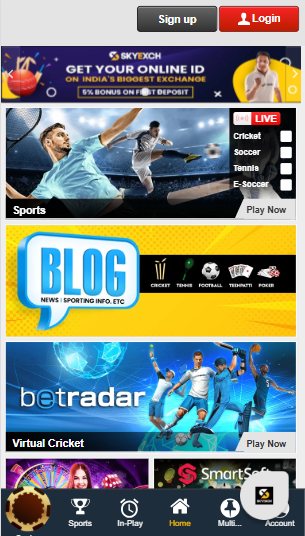 Sign up
Login
SKYEXCH
GET YOUR ONLINE ID
ON INDIA'S BIGGEST EXCHANGE
5% BONUS ON FIRST DEPOSIT
LIVE
Cricket
Soccer
Tennis
E-Soccer
Sports
Play Now
BLOG
NEWS | SPORTING INFO, ETC
CRICKET
TENNIS
FOOTBALL
TEENPATTI
POKER
betradar
Virtual Cricket
Play Now
SmartSoft
Sports
In-Play
Home
Multi...
Account